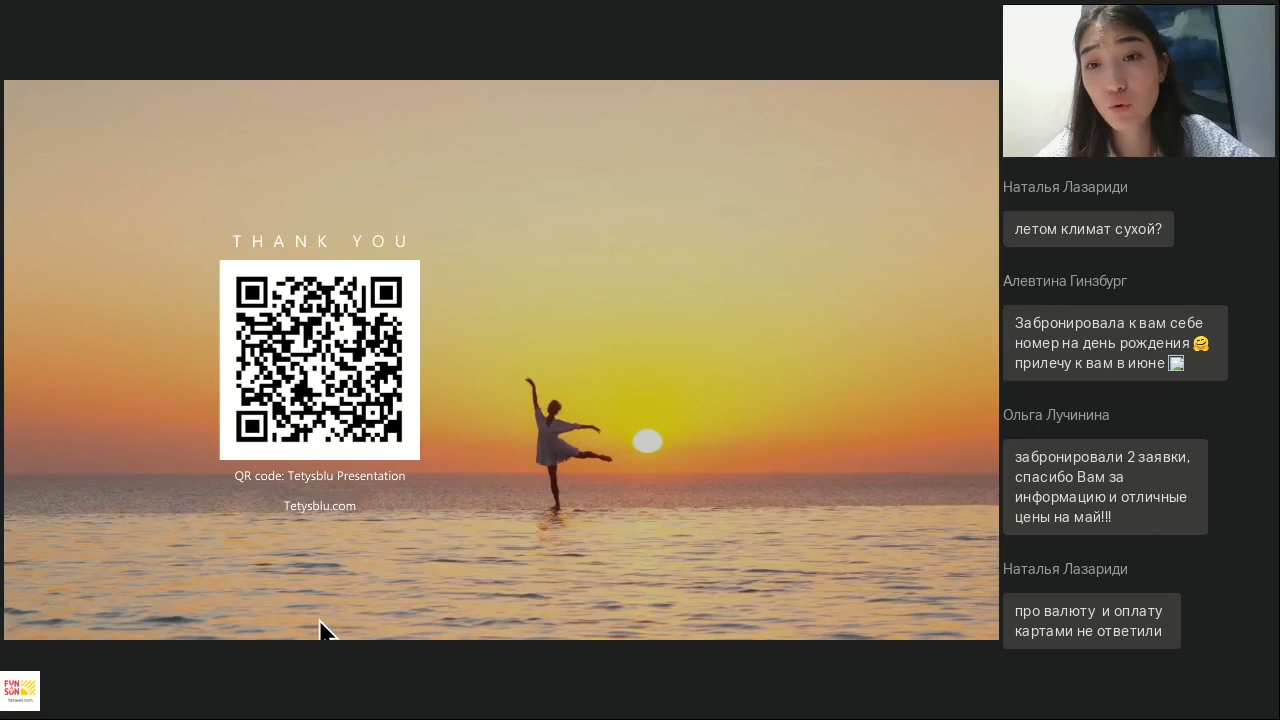 THANK YOU
QR code: Tetysblu Presentation
Tetysblu.com
Наталья Лазариди
летом климат сухой?
Алевтина Гинзбург
Забронировала к вам себе
номер на день рождения 🤗
прилечу к вам в июне
Ольга Лучинина
забронировали 2 заявки,
спасибо Вам за
информацию и отличные
цены на май!!!
Наталья Лазариди
про валюту и оплату
картами не ответили
FUN
SUN